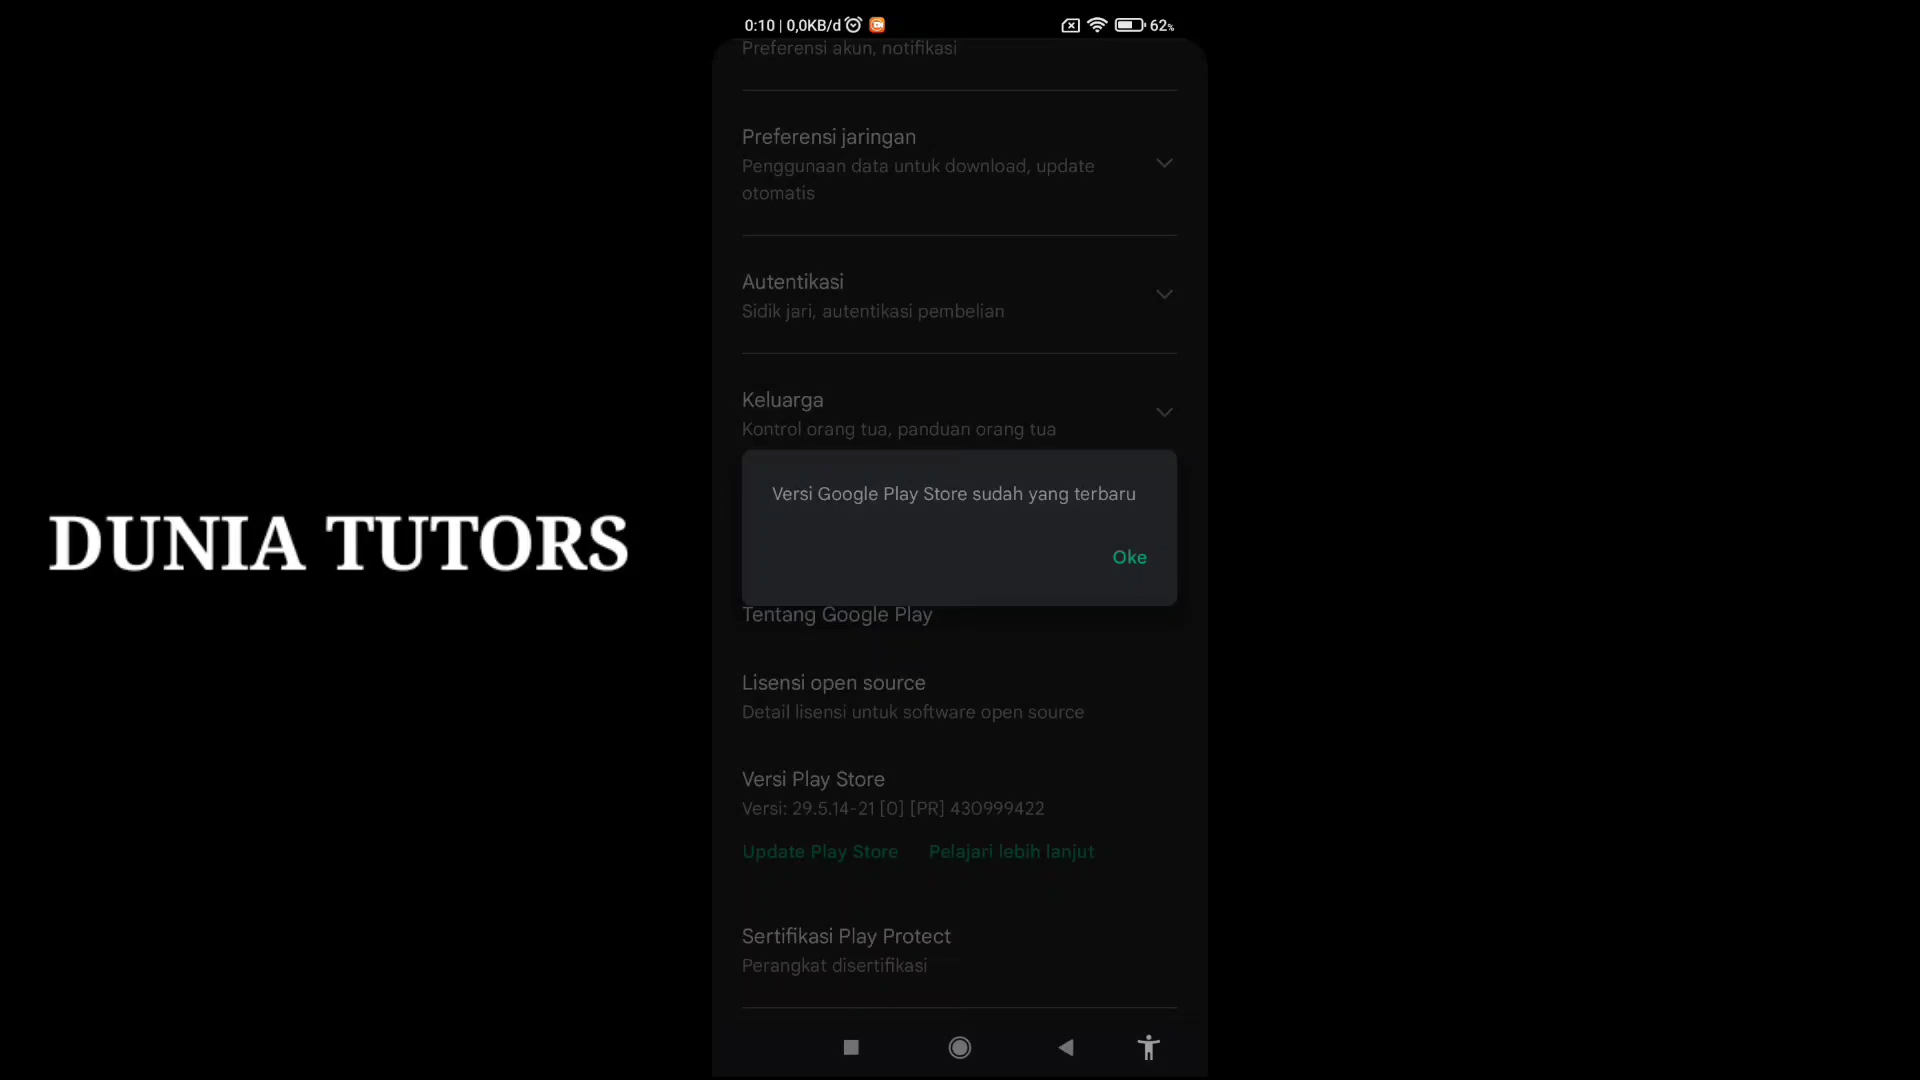 0:10 | 0,0KB/d
62%
Preferensi akun, notifikasi
Preferensi jaringan
Penggunaan data untuk download, update
otomatis
Autentikasi
Sidik jari, autentikasi pembelian
Keluarga
Kontrol orang tua, panduan orang tua
Versi Google Play Store sudah yang terbaru
Oke
DUNIA TUTORS
Tentang Google Play
Lisensi open source
Detail lisensi untuk software open source
Versi Play Store
Versi: 29.5.14-21 [0] [PR] 430999422
Update Play Store
Pelajari lebih lanjut
Sertifikasi Play Protect
Perangkat disertifikasi